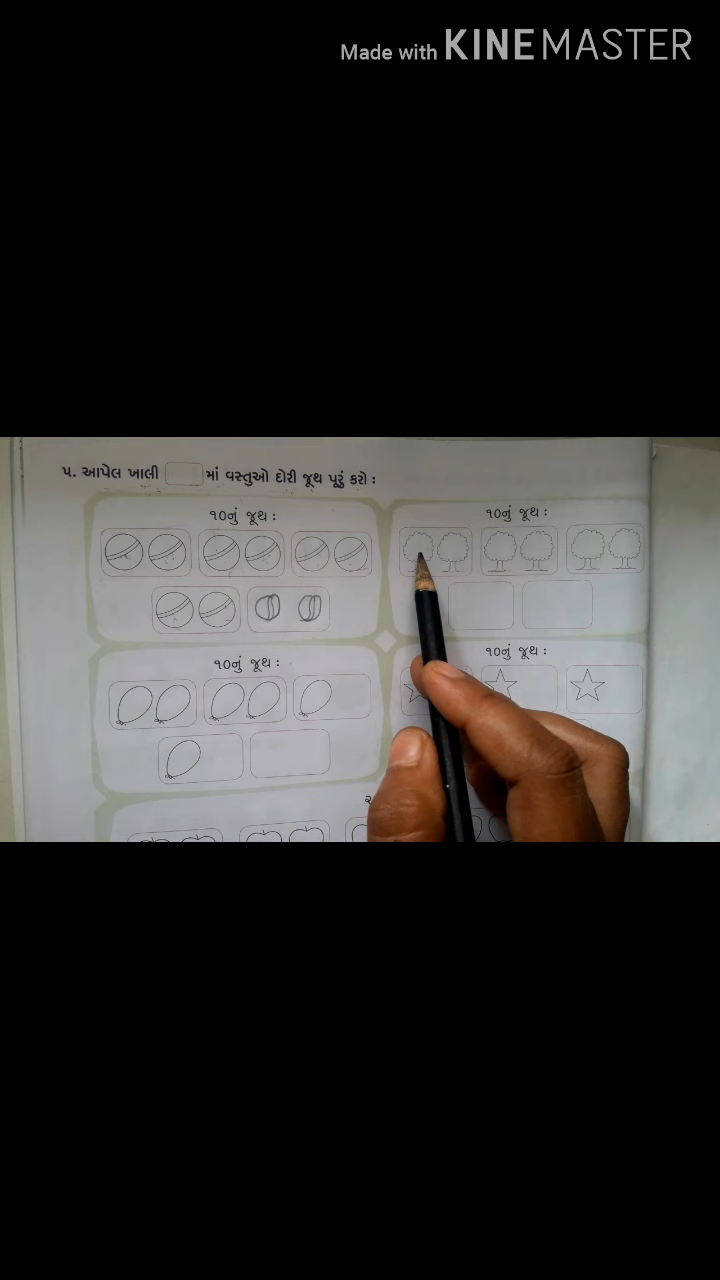 Made with KINEMASTER
૫. આપેલ ખાલી માં વસ્તુઓ દોરી જૂથ પૂરું કરો :
૧૦નું જૂથ :
૧૦નું જૂથ :
૧૦નું જૂથ :
૧૦નું જૂથ :